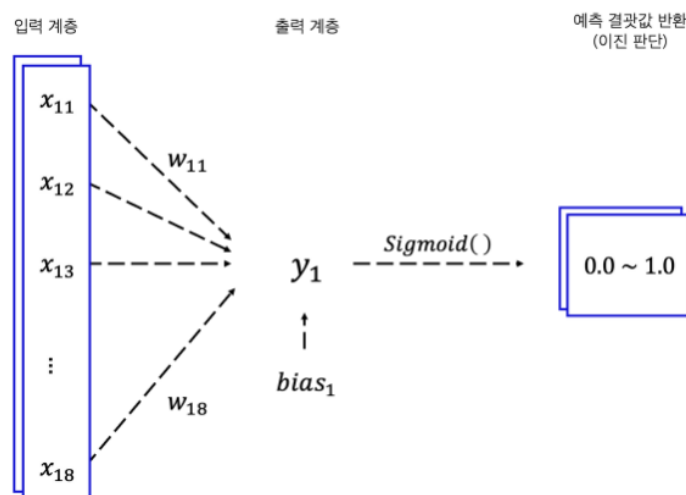 입력 계층
출력 계층
예측 결괏값 반환
(이진 판단)
x₁₁
w₁₁
x₁₂
x₁₃
y₁
Sigmoid()
0.0 ~ 1.0
⋮
bias₁
w₁₈
x₁₈